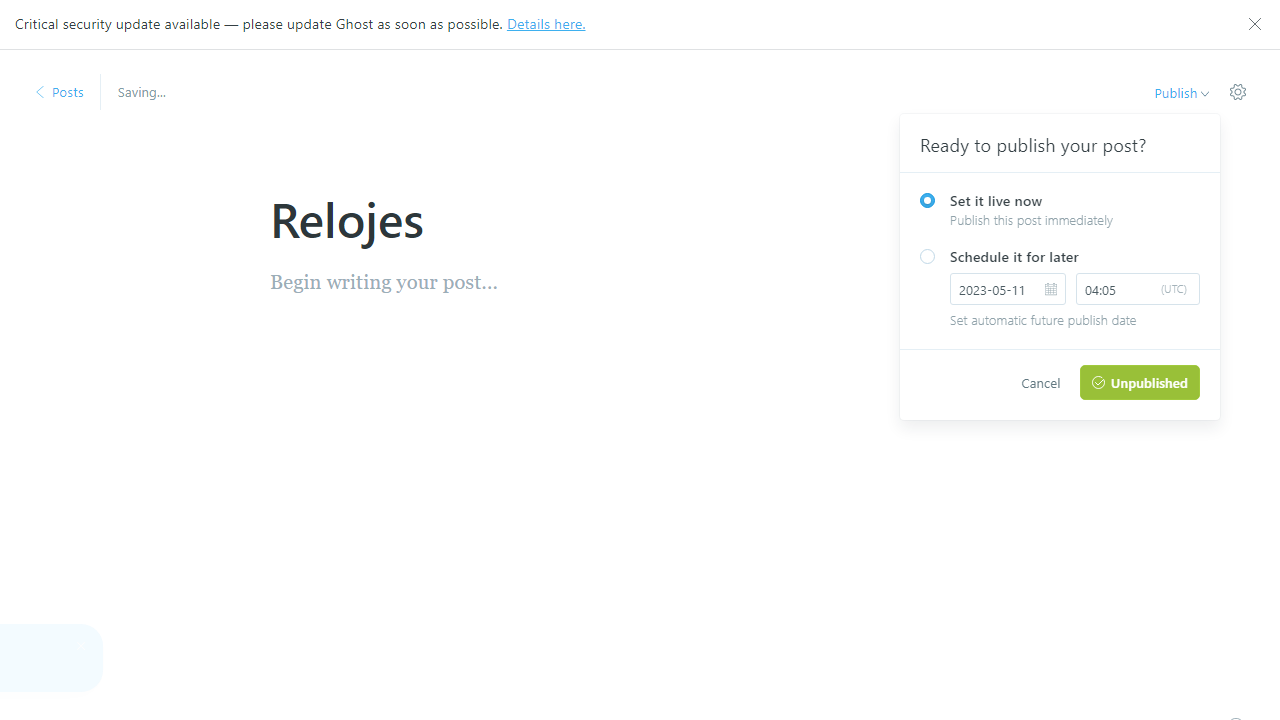 Critical security update available — please update Ghost as soon as possible. Details here.
Posts
Saving...
Publish
Ready to publish your post?
Relojes
Begin writing your post...
Set it live now
Publish this post immediately
Schedule it for later
2023-05-11
04:05
(UTC)
Set automatic future publish date
Cancel
Unpublished